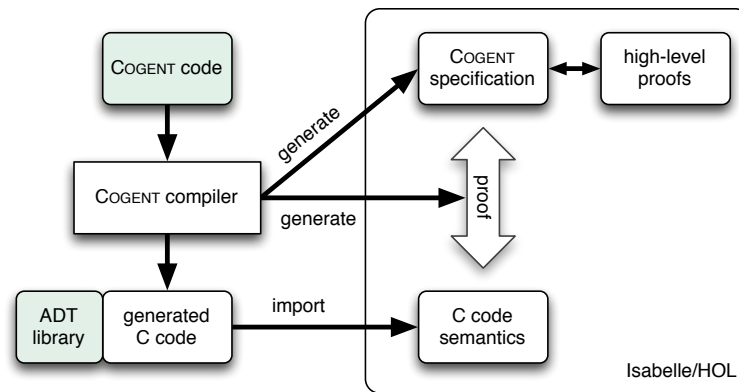 COGENT code
COGENT
specification
high-level
proofs
generate
COGENT compiler
generate
proof
ADT
library
generated
C code
import
C code
semantics
Isabelle/HOL